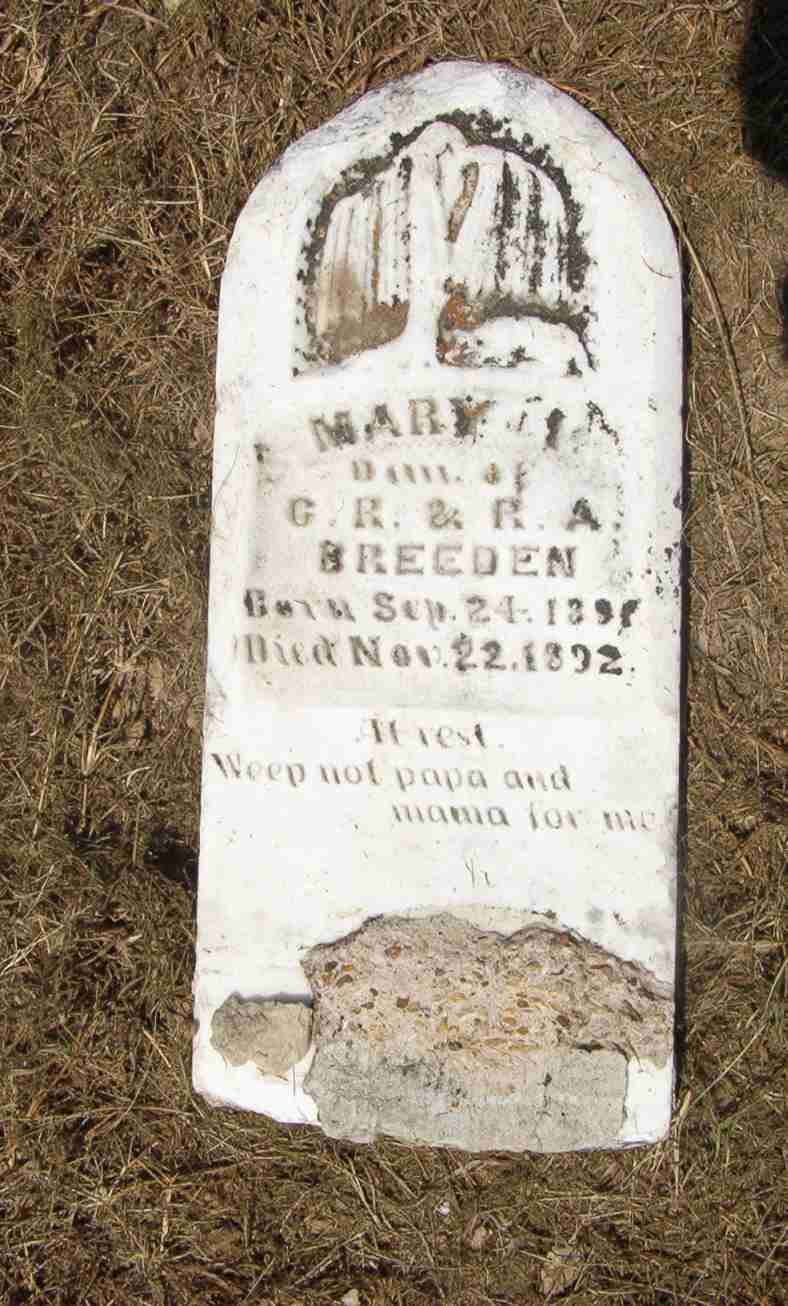 MARY
Dau. of
G. R. & R. A.
BREEDEN
Born Sep. 24. 1891
Died Nov. 22. 1892.
At rest.
Weep not papa and
mama for me